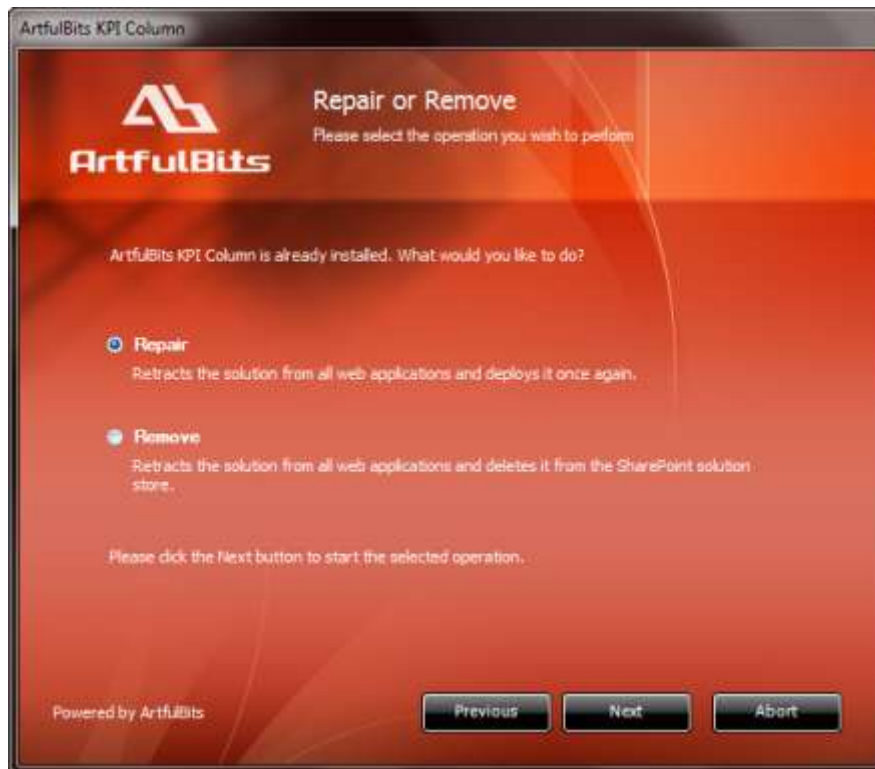 ArtfulBits KPI Column
ArtfulBits
Repair or Remove
Please select the operation you wish to perform
ArtfulBits KPI Column is already installed. What would you like to do?
Repair
Retracts the solution from all web applications and deploys it once again.
Remove
Retracts the solution from all web applications and deletes it from the SharePoint solution
store.
Please click the Next button to start the selected operation.
Powered by ArtfulBits
Previous
Next
Abort